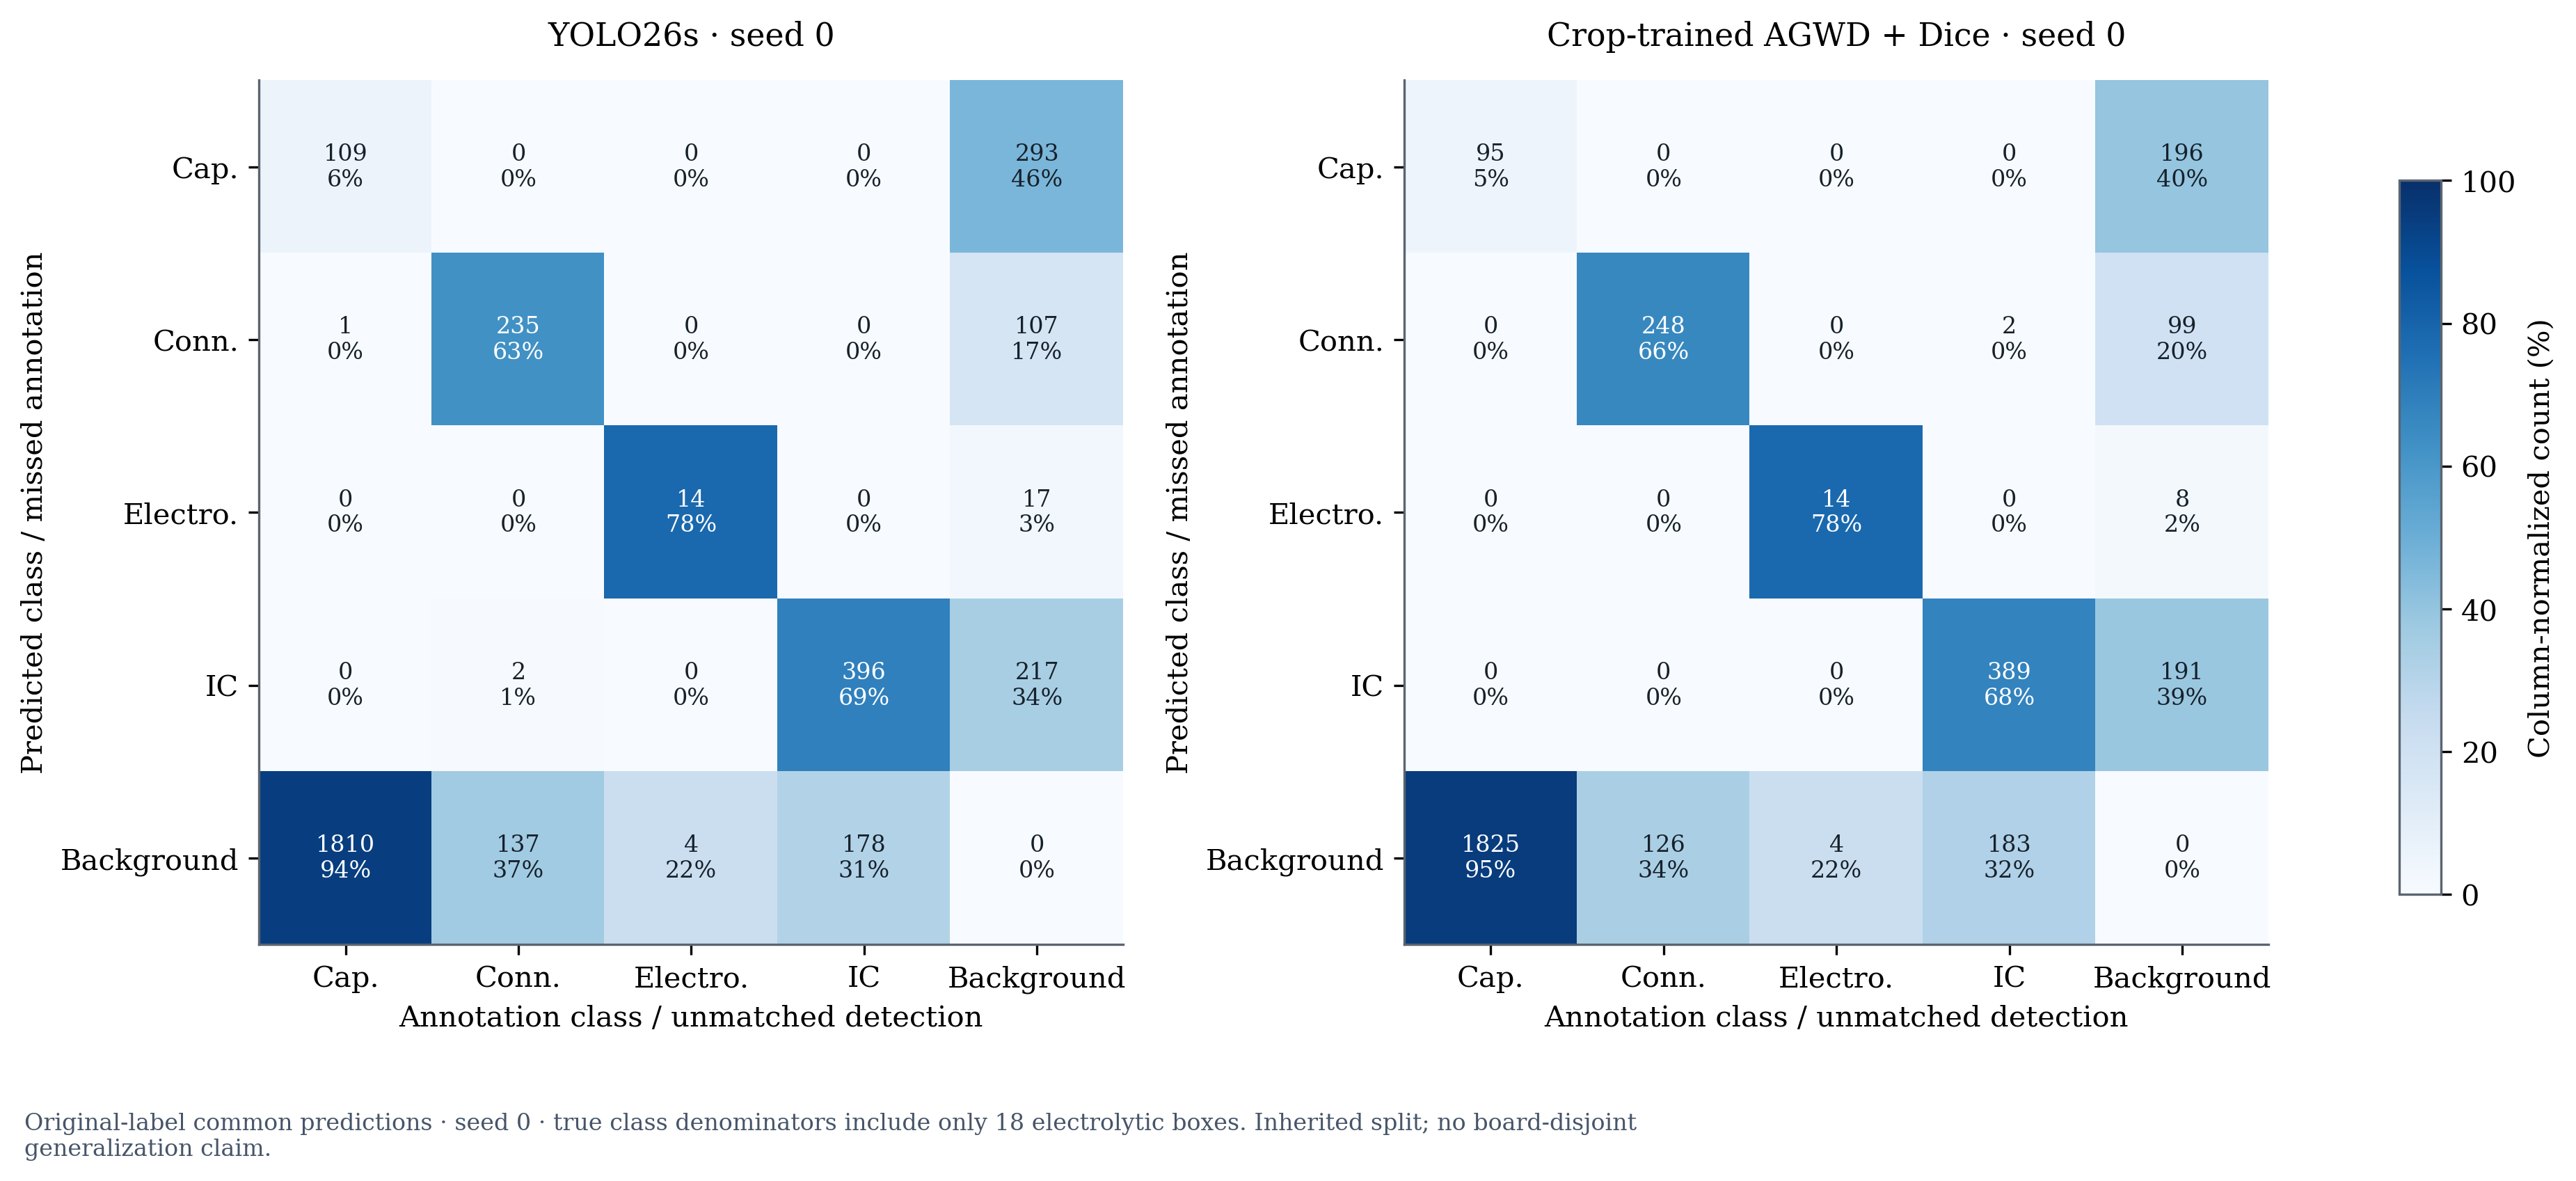 YOLO26s · seed 0
Predicted class / missed annotation
Cap.
109 0 0 0 293
6% 0% 0% 0% 46%
Conn.
1 235 0 0 107
0% 63% 0% 0% 17%
Electro.
0 0 14 0 17
0% 0% 78% 0% 3%
IC
0 2 0 396 217
0% 1% 0% 69% 34%
Background
1810 137 4 178 0
94% 37% 22% 31% 0%
Cap. Conn. Electro. IC Background
Annotation class / unmatched detection
Crop-trained AGWD + Dice · seed 0
Predicted class / missed annotation
Cap.
95 0 0 0 196
5% 0% 0% 0% 40%
Conn.
0 248 0 2 99
0% 66% 0% 0% 20%
Electro.
0 0 14 0 8
0% 0% 78% 0% 2%
IC
0 0 0 389 191
0% 0% 0% 68% 39%
Background
1825 126 4 183 0
95% 34% 22% 32% 0%
Cap. Conn. Electro. IC Background
Annotation class / unmatched detection
100
80
60
40
20
0
Column-normalized count (%)
Original-label common predictions · seed 0 · true class denominators include only 18 electrolytic boxes. Inherited split; no board-disjoint
generalization claim.